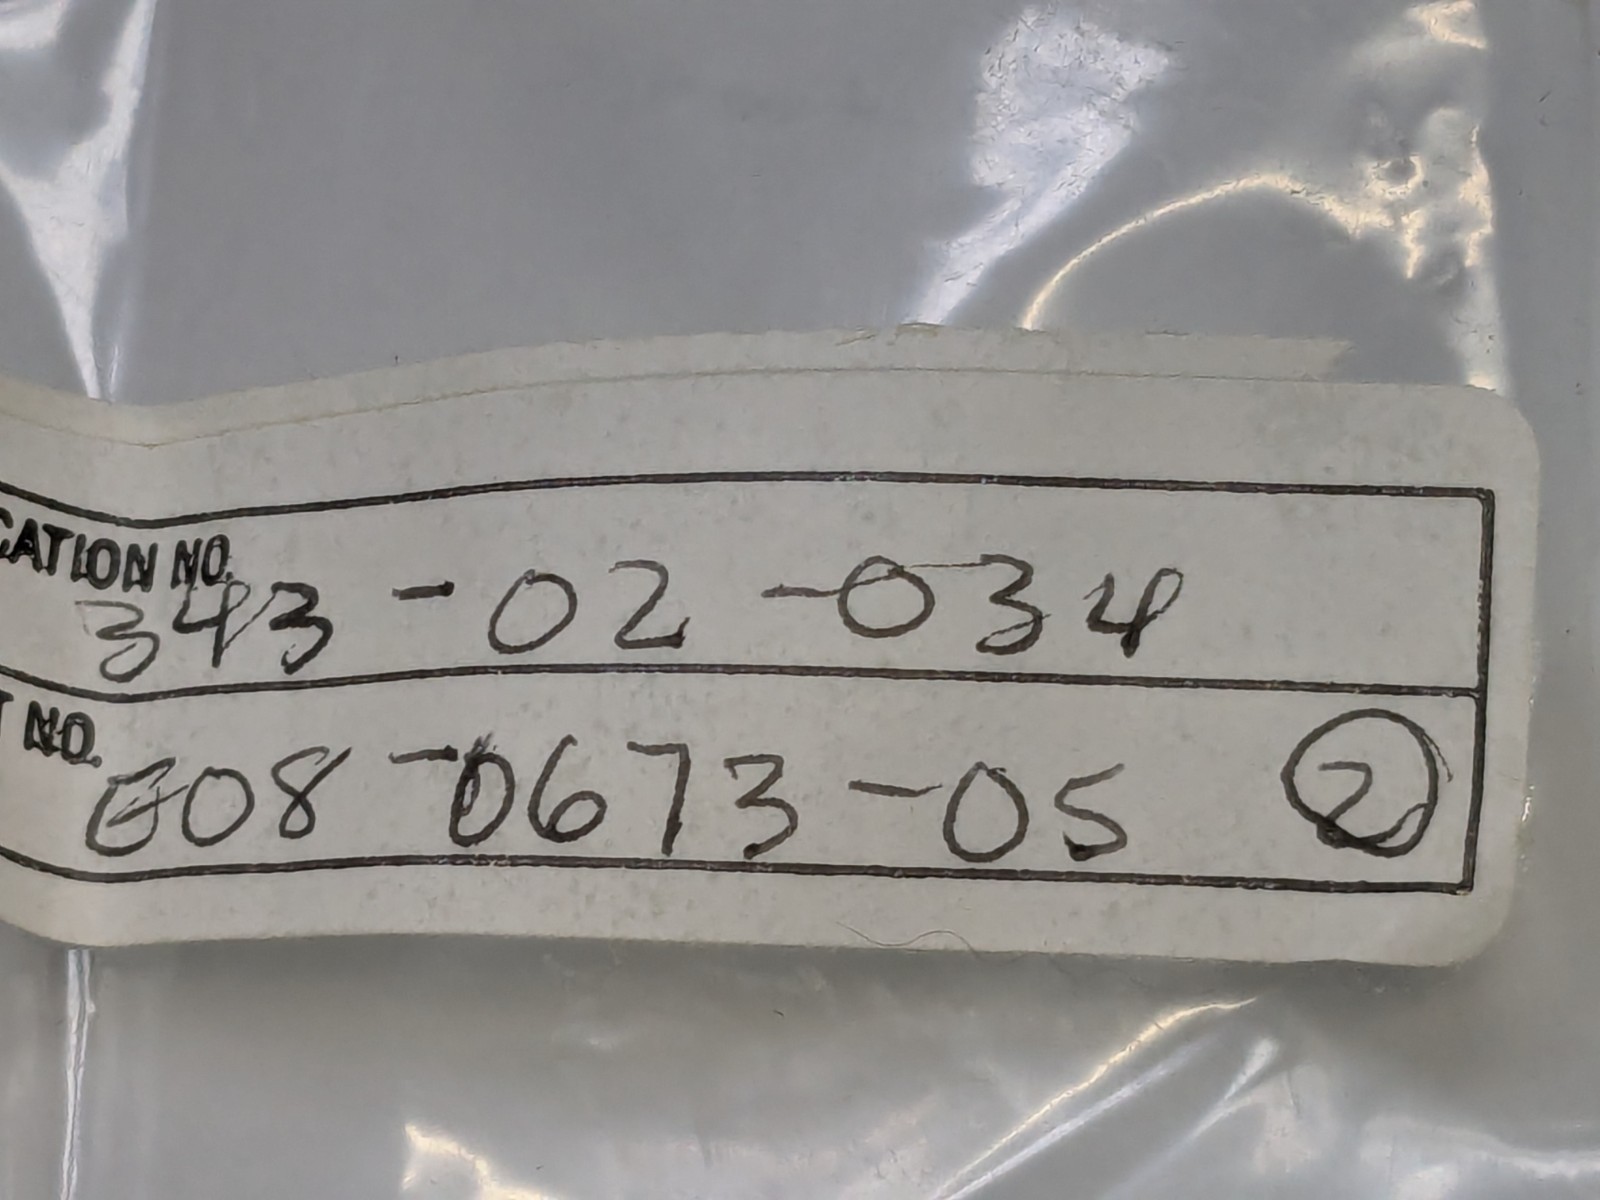 CATION NO.
343-02-034
T NO.
608-0673-05 2